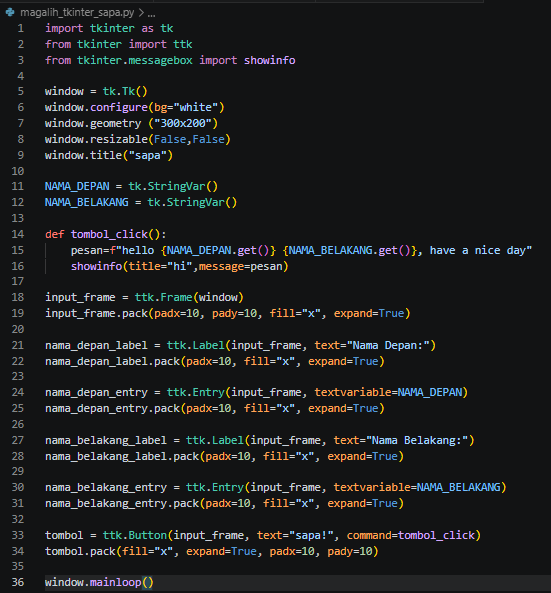 magalih_tkinter_sapa.py > ...
1 import tkinter as tk
2 from tkinter import ttk
3 from tkinter.messagebox import showinfo
4
5 window = tk.Tk()
6 window.configure(bg="white")
7 window.geometry ("300x200")
8 window.resizable(False,False)
9 window.title("sapa")
10
11 NAMA_DEPAN = tk.StringVar()
12 NAMA_BELAKANG = tk.StringVar()
13
14 def tombol_click():
15     pesan=f"hello {NAMA_DEPAN.get()} {NAMA_BELAKANG.get()}, have a nice day"
16     showinfo(title="hi",message=pesan)
17
18 input_frame = ttk.Frame(window)
19 input_frame.pack(padx=10, pady=10, fill="x", expand=True)
20
21 nama_depan_label = ttk.Label(input_frame, text="Nama Depan:")
22 nama_depan_label.pack(padx=10, fill="x", expand=True)
23
24 nama_depan_entry = ttk.Entry(input_frame, textvariable=NAMA_DEPAN)
25 nama_depan_entry.pack(padx=10, fill="x", expand=True)
26
27 nama_belakang_label = ttk.Label(input_frame, text="Nama Belakang:")
28 nama_belakang_label.pack(padx=10, fill="x", expand=True)
29
30 nama_belakang_entry = ttk.Entry(input_frame, textvariable=NAMA_BELAKANG)
31 nama_belakang_entry.pack(padx=10, fill="x", expand=True)
32
33 tombol = ttk.Button(input_frame, text="sapa!", command=tombol_click)
34 tombol.pack(fill="x", expand=True, padx=10, pady=10)
35
36 window.mainloop()